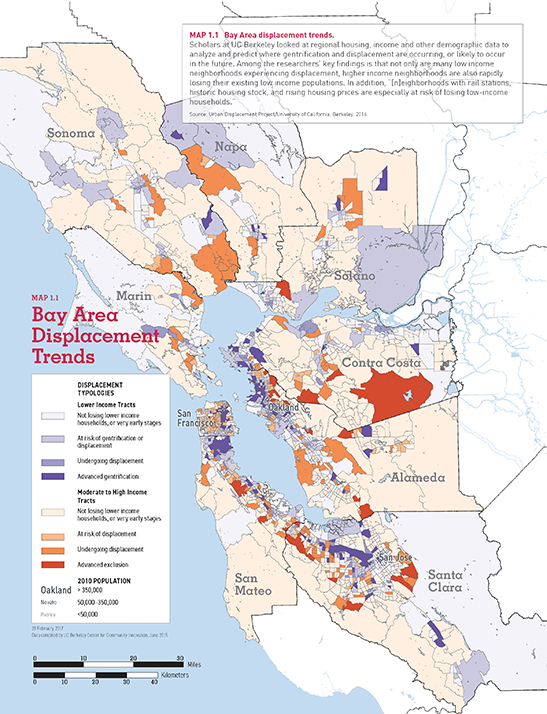 MAP 1.1 Bay Area displacement trends.
Scholars at UC Berkeley looked at regional housing, income and other demographic data to
analyze and predict where gentrification and displacement are occurring, or likely to occur
in the future. Among the researchers' key findings is that not only are many low income
neighborhoods experiencing displacement, higher income neighborhoods are also rapidly
losing their existing low income populations. In addition, "[n]eighborhoods with rail stations,
historic housing stock, and rising housing prices are especially at risk of losing low-income
households."
Source: Urban Displacement Project/University of California, Berkeley, 2016
Sonoma
Napa
Solano
Marin
MAP 1.1
Bay Area
Displacement
Trends
Contra Costa
Oakland
San
Francisco
Alameda
San Jose
San
Mateo
Santa
Clara
DISPLACEMENT
TYPOLOGIES
Lower Income Tracts
Not losing lower income
households, or very early stages
At risk of gentrification or
displacement
Undergoing displacement
Advanced gentrification
Moderate to High Income
Tracts
Not losing lower income
households, or very early stages
At risk of displacement
Undergoing displacement
Advanced exclusion
2010 POPULATION
Oakland > 350,000
Novato 50,000-350,000
<50,000
Data compiled by UC Berkeley Center for Community Innovation, June 2015
0 10 20 30
Miles
Kilometers
0 10 20 30 40